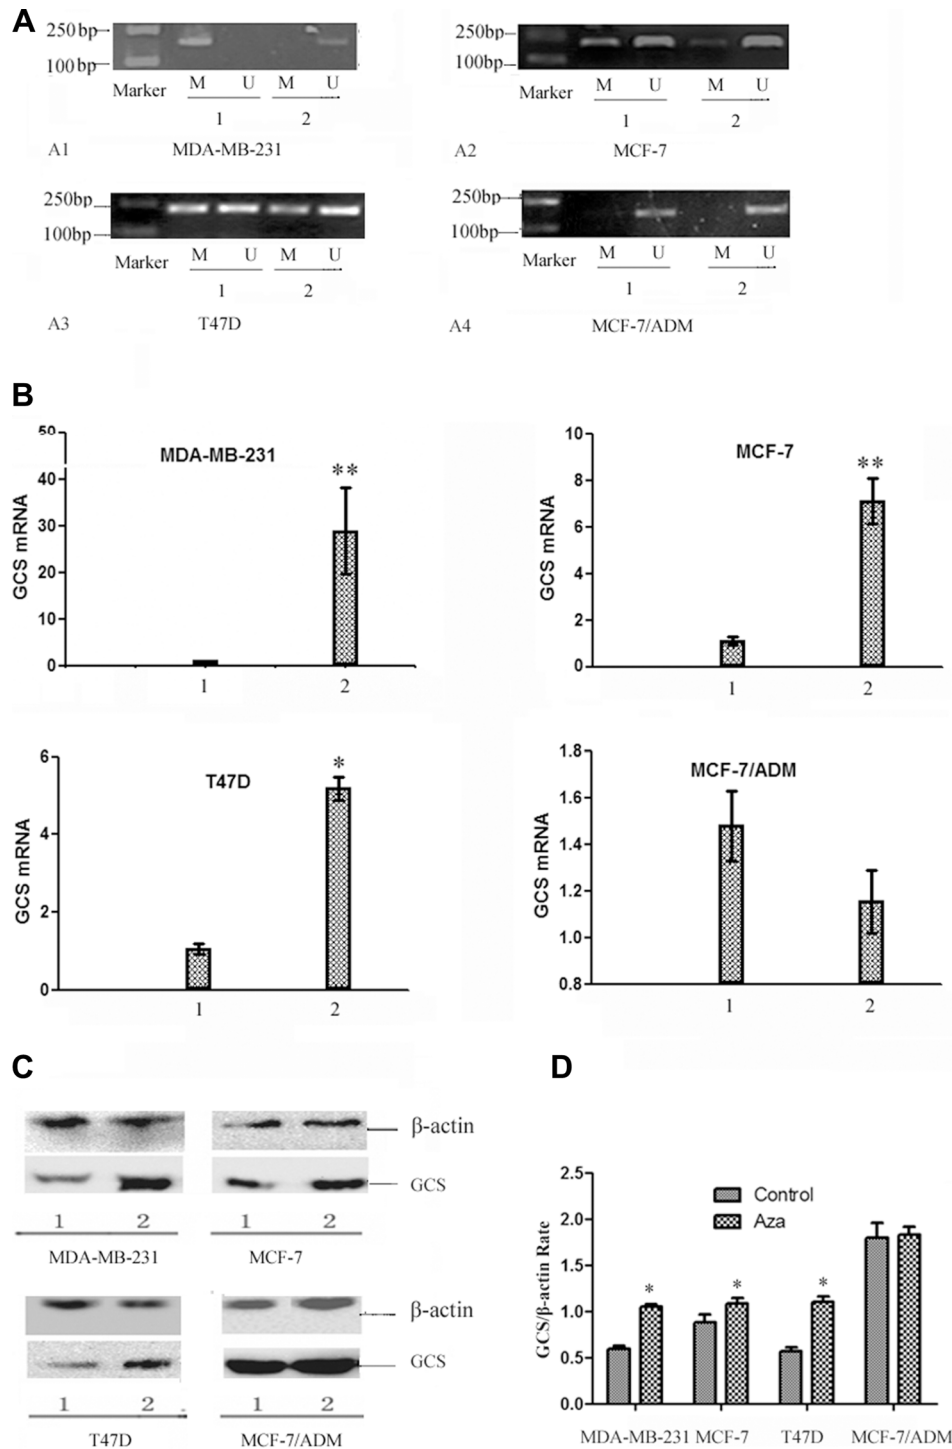 A
250 bp
100 bp
Marker
M U M U
1 2
A1 MDA-MB-231
250bp
100bp
Marker
M U M U
1 2
A2 MCF-7
250bp
100bp
Marker
M U M U
1 2
A3 T47D
250bp
100bp
Marker
M U M U
1 2
A4 MCF-7/ADM
B
MDA-MB-231
GCS mRNA
50
40
30
20
10
0
**
1 2
MCF-7
GCS mRNA
10
8
6
4
2
0
**
1 2
T47D
GCS mRNA
6
4
2
0
*
1 2
MCF-7/ADM
GCS mRNA
1.8
1.6
1.4
1.2
1.0
0.8
1 2
C
β-actin
GCS
1 2
MDA-MB-231
1 2
MCF-7
β-actin
GCS
1 2
T47D
1 2
MCF-7/ADM
D
GCS/β-actin Rate
2.5
2.0
1.5
1.0
0.5
0.0
Control
Aza
* * *
MDA-MB-231 MCF-7 T47D MCF-7/ADM